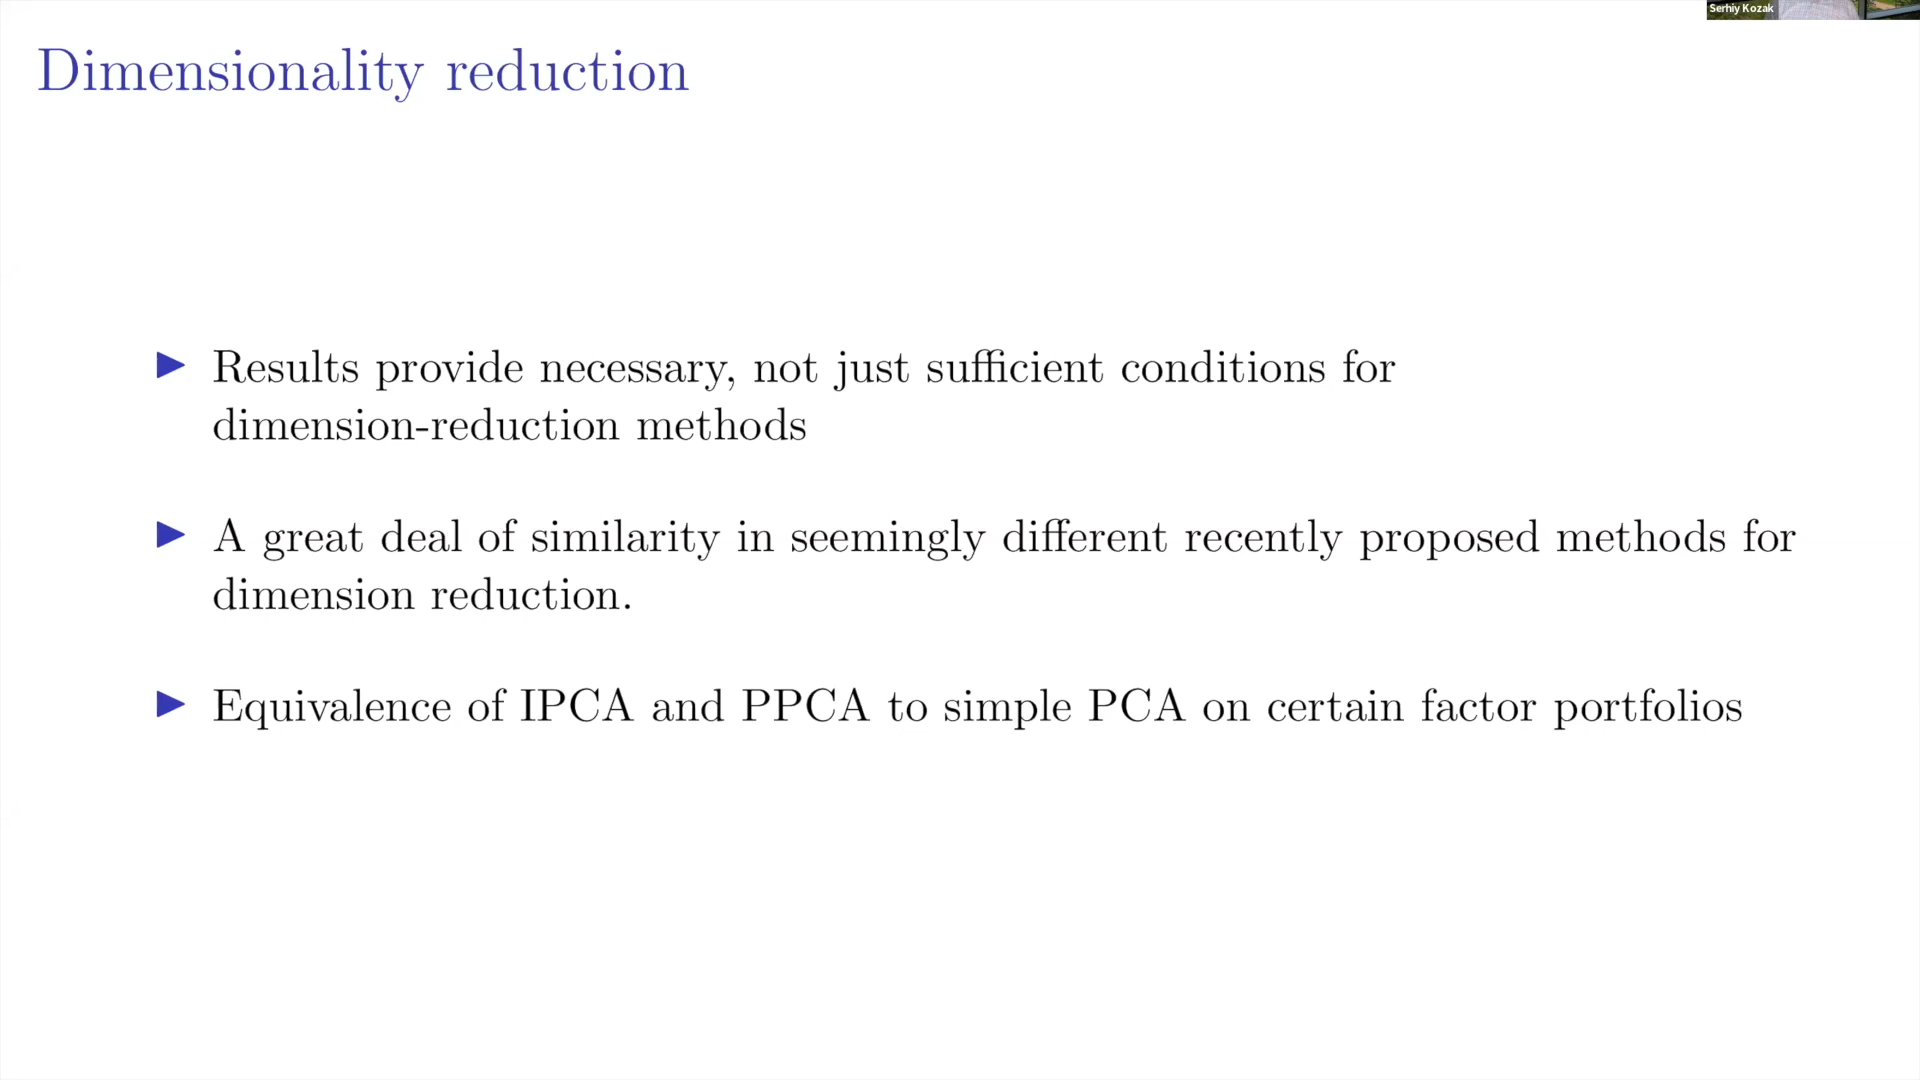 Serhiy Kozak
Dimensionality reduction
▶ Results provide necessary, not just sufficient conditions for
dimension-reduction methods
▶ A great deal of similarity in seemingly different recently proposed methods for
dimension reduction.
▶ Equivalence of IPCA and PPCA to simple PCA on certain factor portfolios